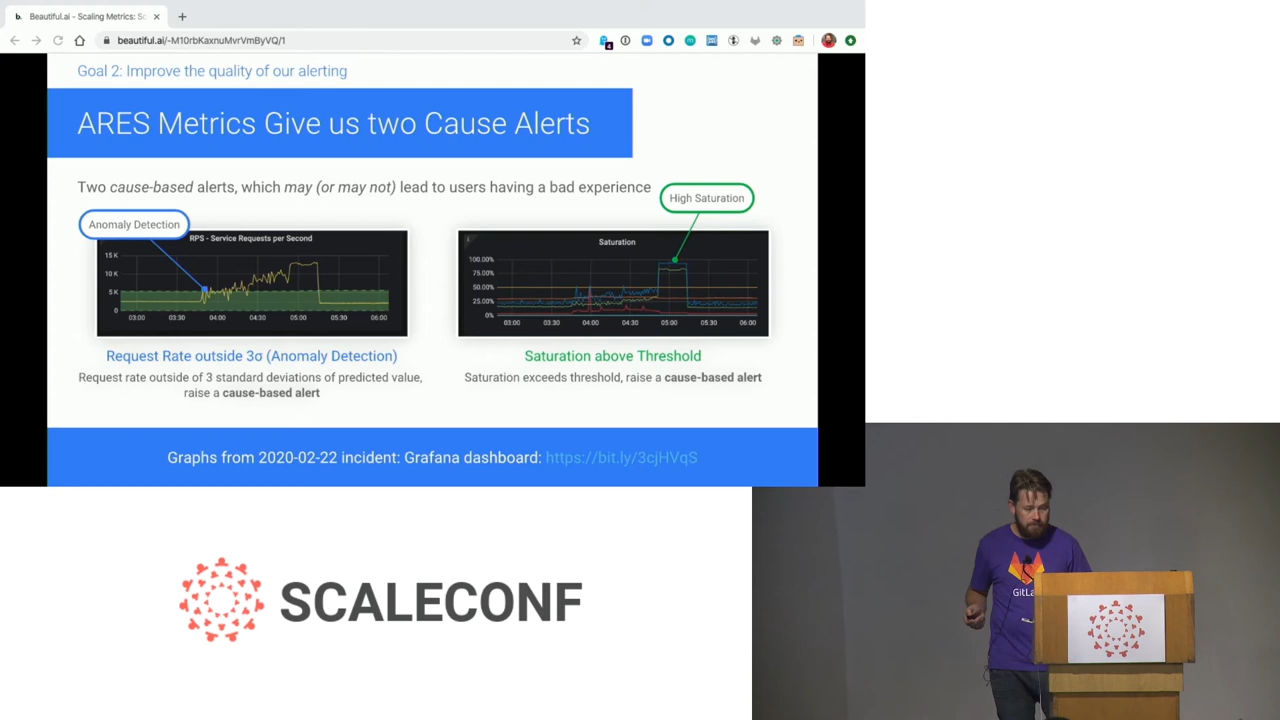 b. Beautiful.ai - Scaling Metrics: Sc
beautiful.ai/-M10rbKaxnuMvrVmByVQ/1
4
Goal 2: Improve the quality of our alerting
ARES Metrics Give us two Cause Alerts
Two cause-based alerts, which may (or may not) lead to users having a bad experience
High Saturation
Anomaly Detection
RPS - Service Requests per Second
15 K
10 K
5 K
0
03:00 03:30 04:00 04:30 05:00 05:30 06:00
Saturation
100.00%
75.00%
50.00%
25.00%
0%
03:00 03:30 04:00 04:30 05:00 05:30 06:00
Request Rate outside 3σ (Anomaly Detection)
Request rate outside of 3 standard deviations of predicted value,
raise a cause-based alert
Saturation above Threshold
Saturation exceeds threshold, raise a cause-based alert
Graphs from 2020-02-22 incident: Grafana dashboard: https://bit.ly/3cjHVqS
SCALECONF
GitLa